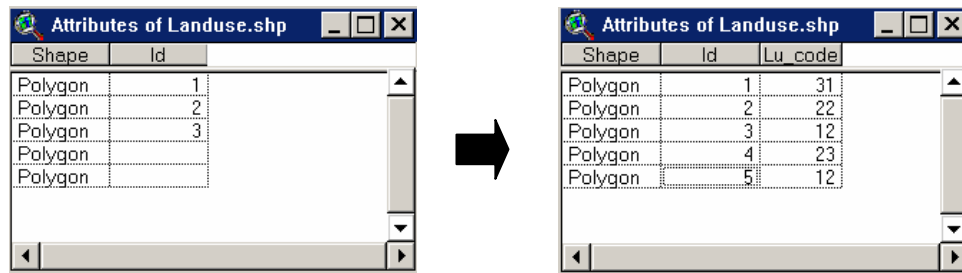 Attributes of Landuse.shp
Shape Id
Polygon 1
Polygon 2
Polygon 3
Polygon
Polygon
Attributes of Landuse.shp
Shape Id Lu_code
Polygon 1 31
Polygon 2 22
Polygon 3 12
Polygon 4 23
Polygon 5 12